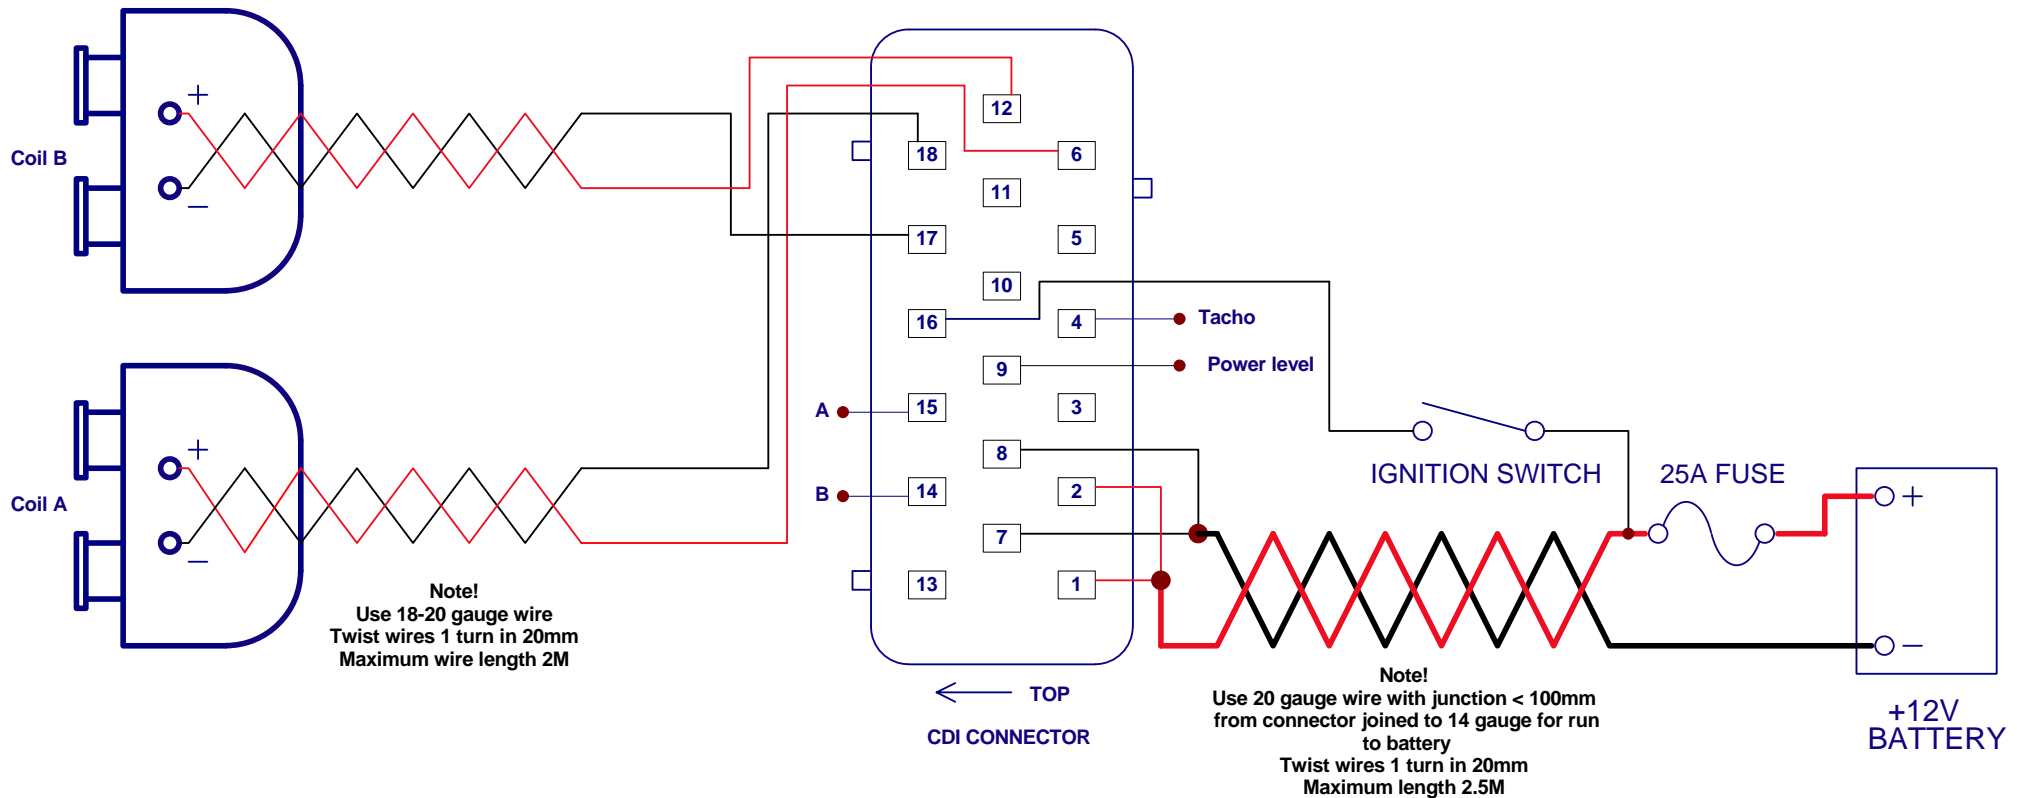 Coil B
+
—
12
18
6
11
17
5
10
16
4
Tacho
9
Power level
A
15
3
8
IGNITION SWITCH
25A FUSE
+
Coil A
+
—
B
14
2
7
13
1
—
Note!
Use 18-20 gauge wire
Twist wires 1 turn in 20mm
Maximum wire length 2M
TOP
CDI CONNECTOR
Note!
Use 20 gauge wire with junction < 100mm
from connector joined to 14 gauge for run
to battery
Twist wires 1 turn in 20mm
Maximum length 2.5M
+12V
BATTERY